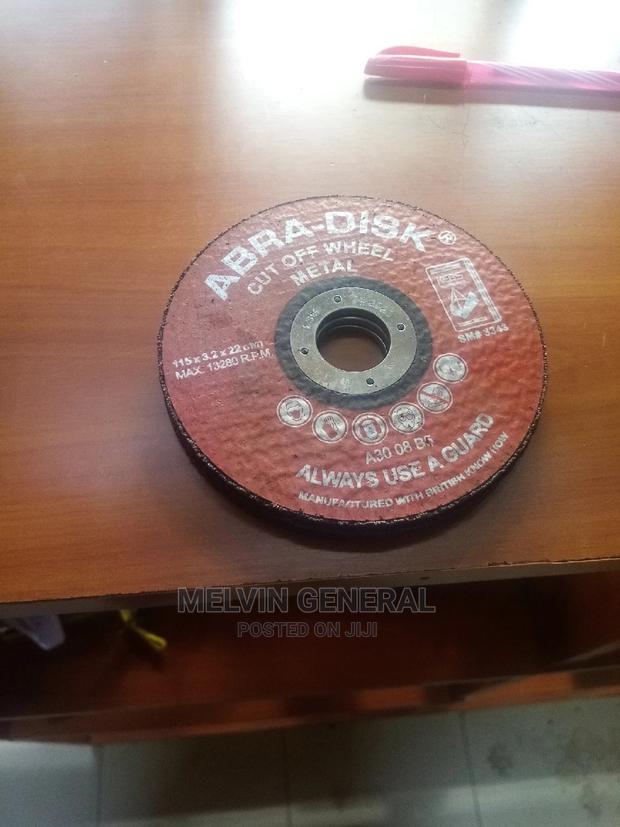 ABRA-DISK®
CUT OFF WHEEL
METAL
SM# 3343
115 x 3.2 x 22 (mm)
MAX. 13280 R.P.M.
A30 08 BF
ALWAYS USE A GUARD
MANUFACTURED WITH BRITISH KNOW HOW
MELVIN GENERAL
POSTED ON JIJI